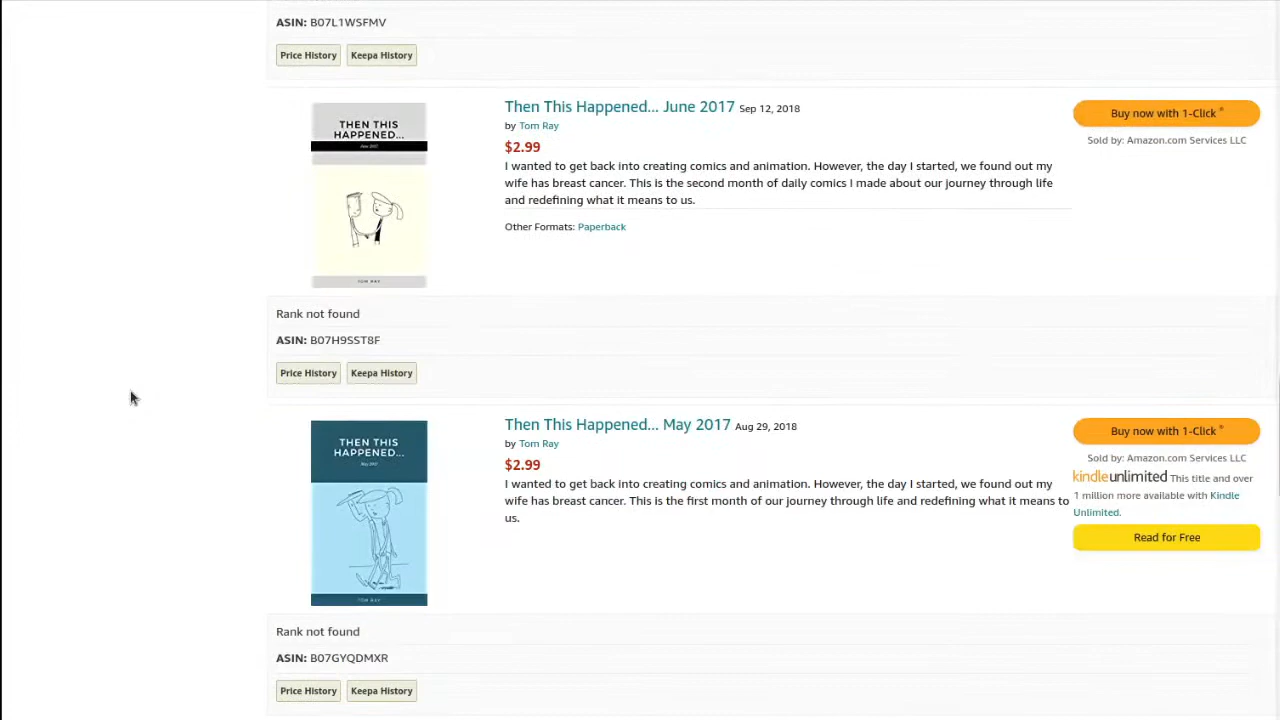 ASIN: B07L1WSFMV
Price History Keepa History
THEN THIS
HAPPENED...
June 2017
TOM RAY
Then This Happened... June 2017 Sep 12, 2018
by Tom Ray
$2.99
I wanted to get back into creating comics and animation. However, the day I started, we found out my
wife has breast cancer. This is the second month of daily comics I made about our journey through life
and redefining what it means to us.
Other Formats: Paperback
Buy now with 1-Click ®
Sold by: Amazon.com Services LLC
Rank not found
ASIN: B07H9SST8F
Price History Keepa History
THEN THIS
HAPPENED...
May 2017
TOM RAY
Then This Happened... May 2017 Aug 29, 2018
by Tom Ray
$2.99
I wanted to get back into creating comics and animation. However, the day I started, we found out my
wife has breast cancer. This is the first month of our journey through life and redefining what it means to
us.
Buy now with 1-Click ®
Sold by: Amazon.com Services LLC
kindleunlimited This title and over
1 million more available with Kindle
Unlimited.
Read for Free
Rank not found
ASIN: B07GYQDMXR
Price History Keepa History